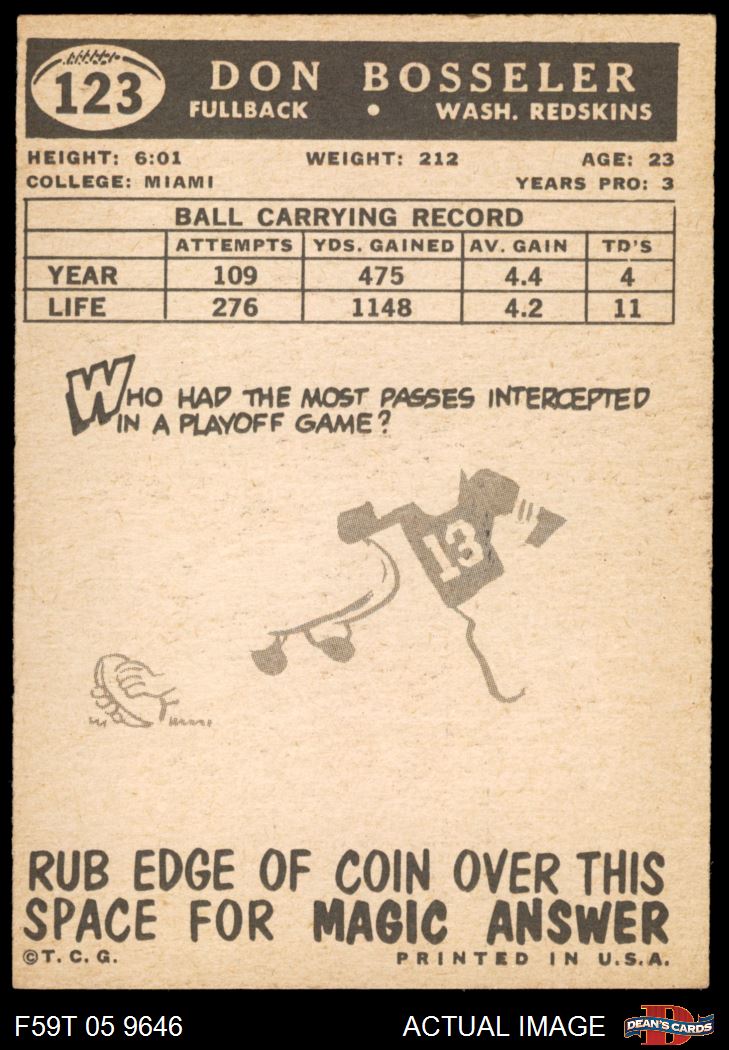 123
DON BOSSELER
FULLBACK • WASH. REDSKINS
HEIGHT: 6:01 WEIGHT: 212 AGE: 23
COLLEGE: MIAMI YEARS PRO: 3
BALL CARRYING RECORD
ATTEMPTS YDS. GAINED AV. GAIN TD'S
YEAR 109 475 4.4 4
LIFE 276 1148 4.2 11
WHO HAD THE MOST PASSES INTERCEPTED
IN A PLAYOFF GAME?
13
RUB EDGE OF COIN OVER THIS
SPACE FOR MAGIC ANSWER
©T. C. G. PRINTED IN U.S.A.
F59T 05 9646 ACTUAL IMAGE DEAN'S CARDS